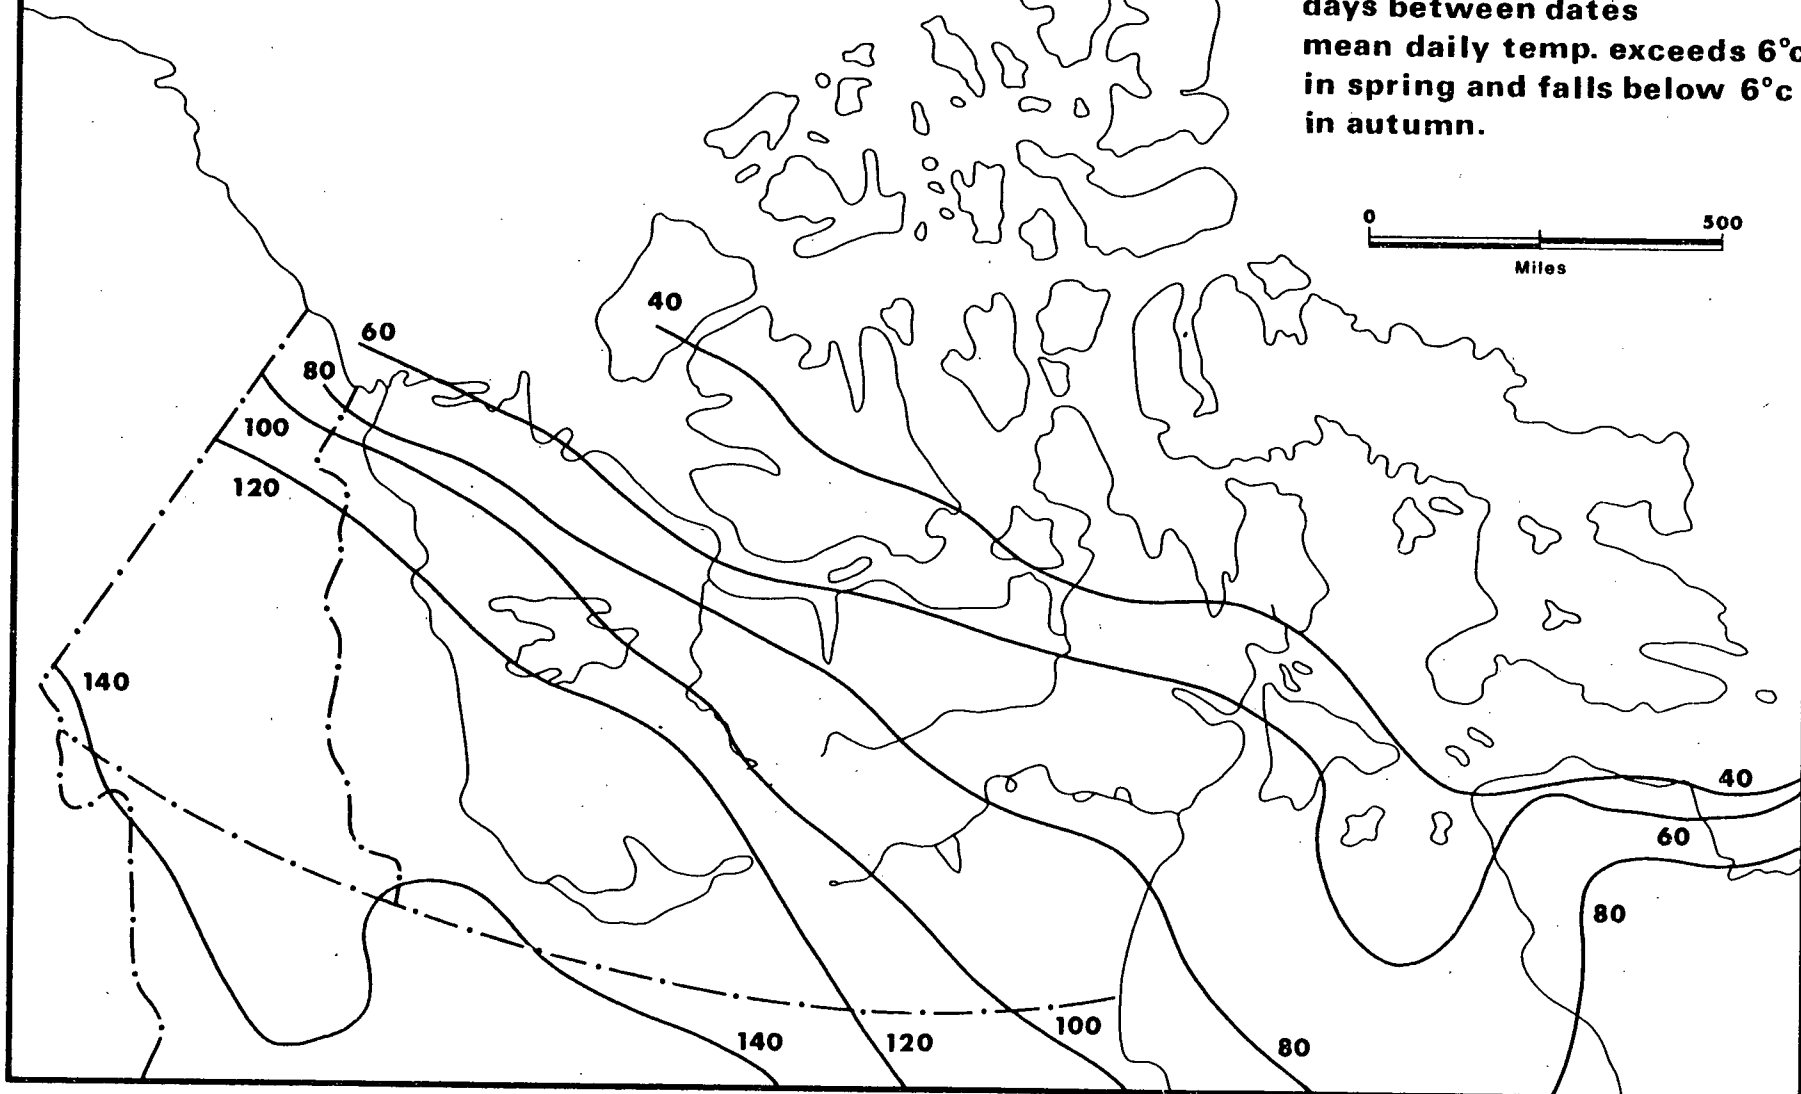 days between dates
mean daily temp. exceeds 6°c
in spring and falls below 6°c
in autumn.
0 500
Miles
40
60
80
100
120
140
40
60
80
140
120
100
80